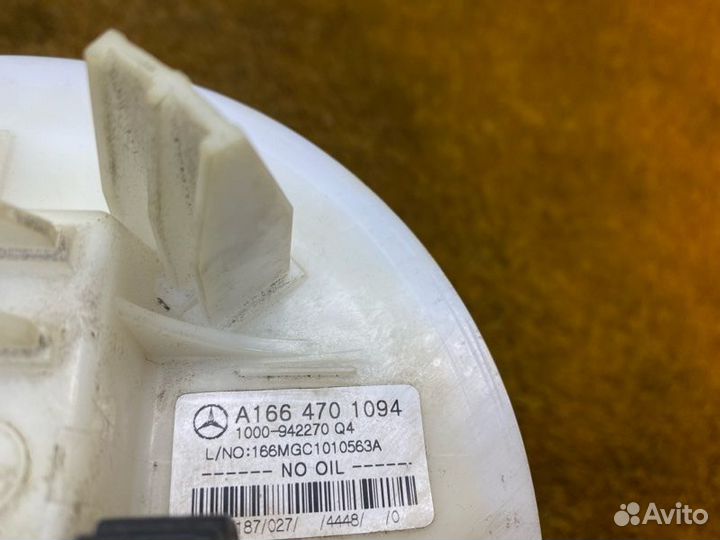 A166 470 1094
1000-942270 Q4
L/NO:166MGC1010563A
------ NO OIL ------
187/027/ /4448/ /0
Avito